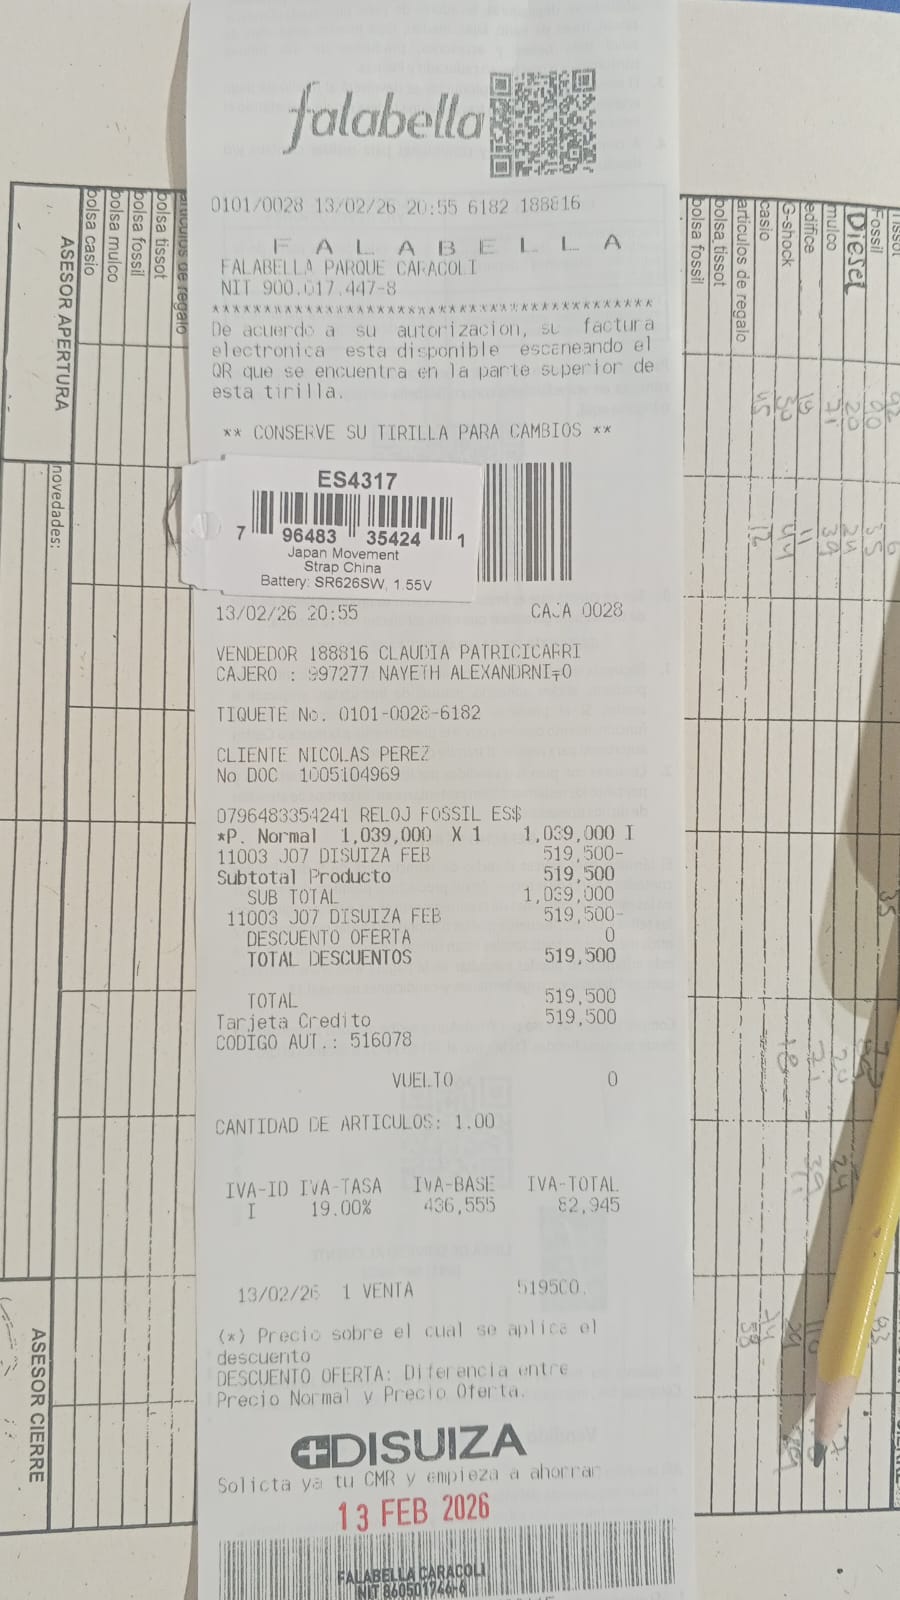 falabella
0101/0028 13/02/26 20:55 6182 188816
F A L A B E L L A
FALABELLA PARQUE CARACOLI
NIT 900.017.447-8
De acuerdo a su autorizacion, su factura
electronica esta disponible escaneando el
QR que se encuentra en la parte superior de
esta tirilla.
** CONSERVE SU TIRILLA PARA CAMBIOS **
ES4317
7 96483 35424 1
Japan Movement
Strap China
Battery: SR626SW, 1.55V
13/02/26 20:55 CAJA 0028
VENDEDOR 188816 CLAUDIA PATRICICARRI
CAJERO : 997277 NAYETH
TIQUETE No. 0101-0028-6182
CLIENTE NICOLAS PEREZ
No DOC 1005104969
0796483354241 RELOJ FOSSIL ES$
*P. Normal 1,039,000 X 1 1,039,000 I
11003 J07 DISUIZA FEB 519,500-
Subtotal Producto 519,500
SUB TOTAL 1,039,000
11003 J07 DISUIZA FEB 519,500-
DESCUENTO OFERTA 0
TOTAL DESCUENTOS 519,500
TOTAL 519,500
Tarjeta Credito 519,500
CODIGO AUT.: 516078
VUELTO 0
CANTIDAD DE ARTICULOS: 1.00
IVA-ID IVA-TASA IVA-BASE IVA-TOTAL
I 19.00% 436,555 82,945
13/02/26 1 VENTA 519500.
(*) Precio sobre el cual se aplica el
descuento
DESCUENTO OFERTA: Diferencia entre
Precio Normal y Precio Oferta.
DISUIZA
Solicta ya tu CMR y empieza a ahorrar
13 FEB 2026
FALABELLA CARACOLI
NIT 860501746-6
articulos de regalo
bolsa tissot
bolsa fossil
bolsa mulco
bolsa casio
ASESOR APERTURA
novedades:
ASESOR CIERRE
Fossil
Diesel
mulco
edifice
G-shock
casio
articulos de regalo
bolsa tissot
bolsa fossil